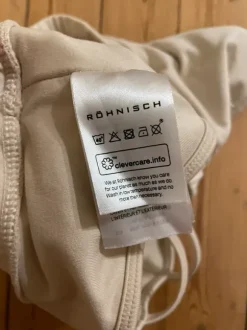 RÖHNISCH
clevercare.info
We at Röhnisch know you care
for our planet as much as we do.
Wash in low temperature and no
more than necessary.